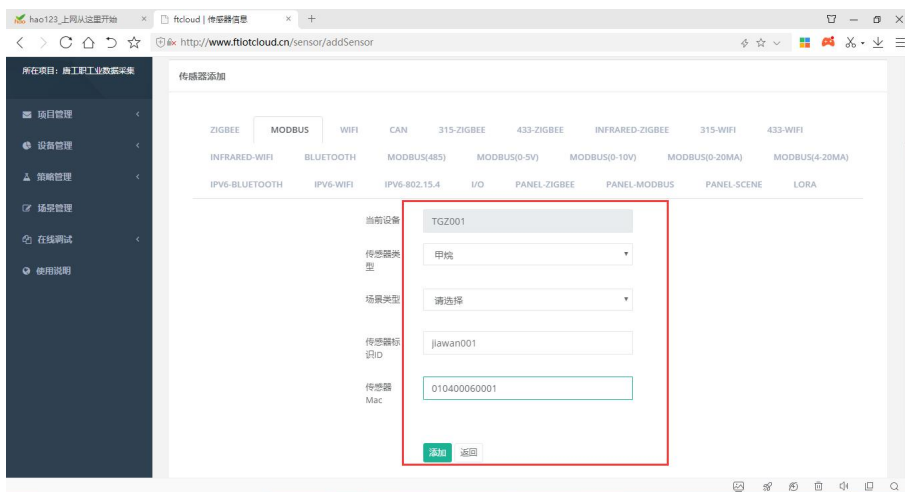 hao123_上网从这里开始 ftcloud | 传感器信息
http://www.ftiotcloud.cn/sensor/addSensor
所在项目：唐工职工业数据采集
传感器添加
项目管理
设备管理
策略管理
场景管理
在线调试
使用说明
ZIGBEE MODBUS WIFI CAN 315-ZIGBEE 433-ZIGBEE INFRARED-ZIGBEE 315-WIFI 433-WIFI
INFRARED-WIFI BLUETOOTH MODBUS(485) MODBUS(0-5V) MODBUS(0-10V) MODBUS(0-20MA) MODBUS(4-20MA)
IPV6-BLUETOOTH IPV6-WIFI IPV6-802.15.4 I/O PANEL-ZIGBEE PANEL-MODBUS PANEL-SCENE LORA
当前设备 TGZ001
传感器类
型
甲烷
场景类型 请选择
传感器标
识ID
jiawan001
传感器
Mac
010400060001
添加 返回